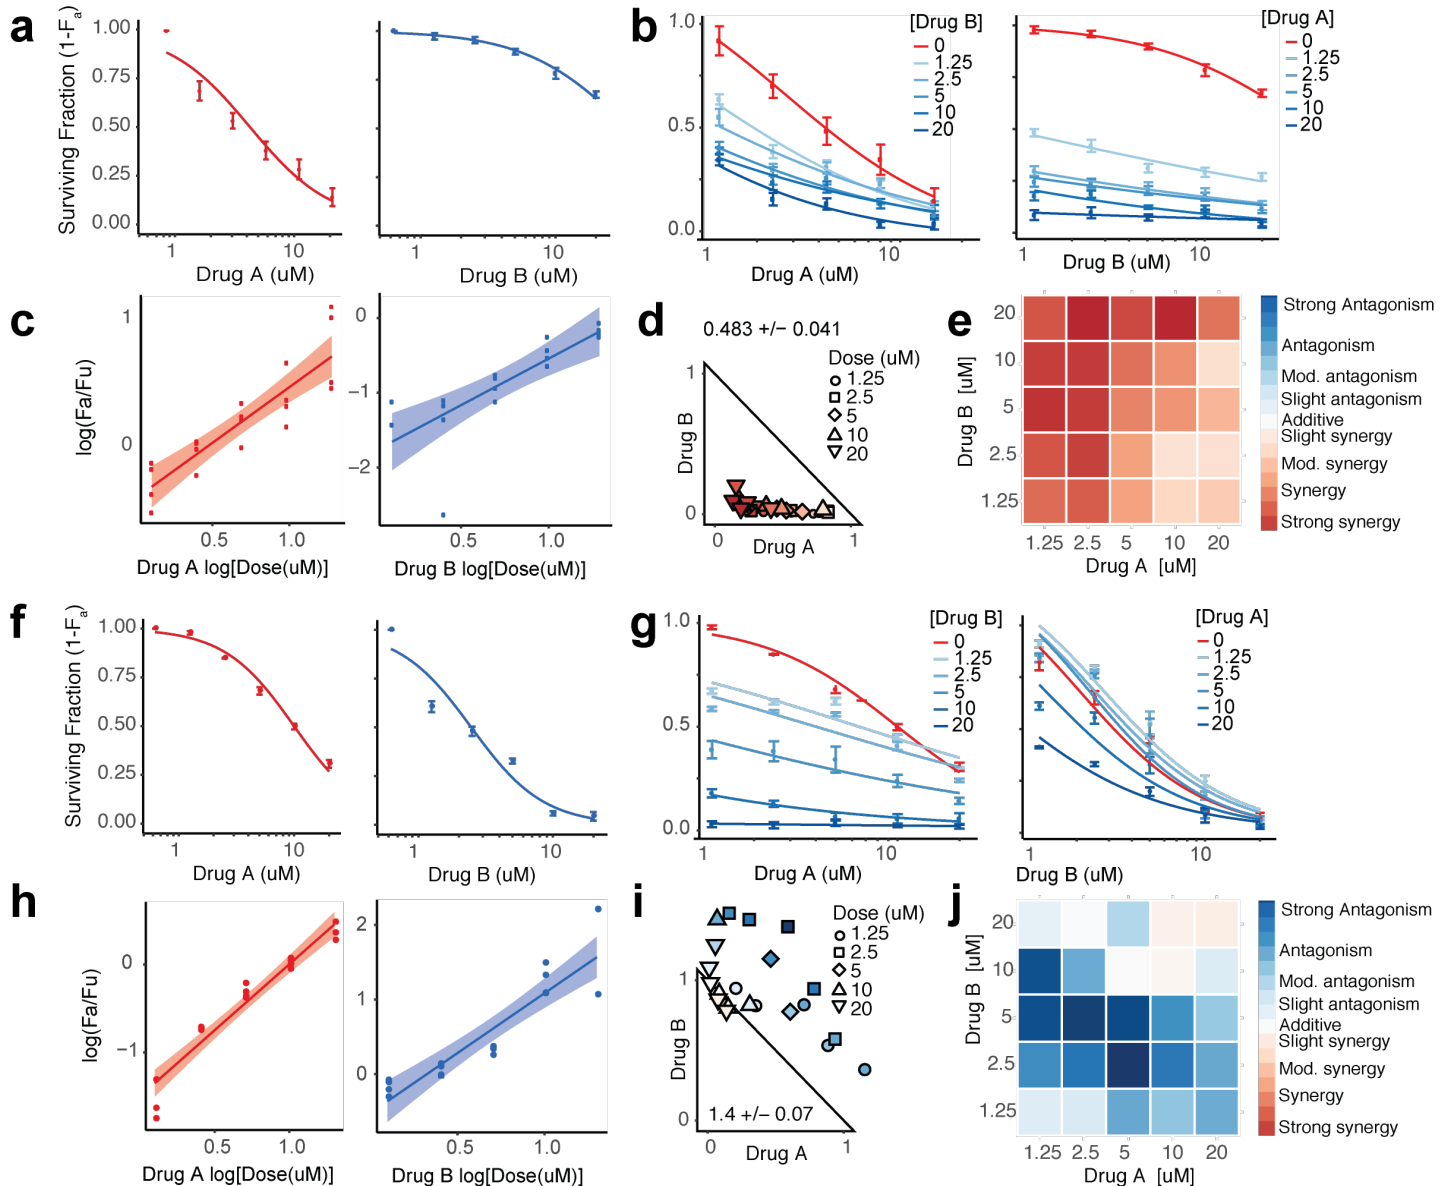 a
Surviving Fraction (1-Fa)
1.00
0.75
0.50
0.25
0.00
1
10
Drug A (uM)
1
10
Drug B (uM)
b
1.0
0.5
0.0
[Drug B]
0
1.25
2.5
5
10
20
1
10
Drug A (uM)
[Drug A]
0
1.25
2.5
5
10
20
1
10
Drug B (uM)
c
log(Fa/Fu)
1
0
0.5
1.0
Drug A log[Dose(uM)]
0
−1
−2
0.5
1.0
Drug B log[Dose(uM)]
d
0.483 +/- 0.041
Dose (uM)
1.25
2.5
5
10
20
Drug B
1
0
0
1
Drug A
e
Drug B [uM]
20
10
5
2.5
1.25
1.25
2.5
5
10
20
Drug A [uM]
Strong Antagonism
Antagonism
Mod. antagonism
Slight antagonism
Additive
Slight synergy
Mod. synergy
Synergy
Strong synergy
f
Surviving Fraction (1-Fa)
1.00
0.75
0.50
0.25
0.00
1
10
Drug A (uM)
1
10
Drug B (uM)
g
1.0
0.5
0.0
[Drug B]
0
1.25
2.5
5
10
20
1
10
Drug A (uM)
[Drug A]
0
1.25
2.5
5
10
20
1
10
Drug B (uM)
h
log(Fa/Fu)
0
−1
0.5
1.0
Drug A log[Dose(uM)]
2
1
0
0.5
1.0
Drug B log[Dose(uM)]
i
Dose (uM)
1.25
2.5
5
10
20
Drug B
1
0
1.4 +/- 0.07
0
1
Drug A
j
Drug B [uM]
20
10
5
2.5
1.25
1.25
2.5
5
10
20
Drug A [uM]
Strong Antagonism
Antagonism
Mod. antagonism
Slight antagonism
Additive
Slight synergy
Mod. synergy
Synergy
Strong synergy